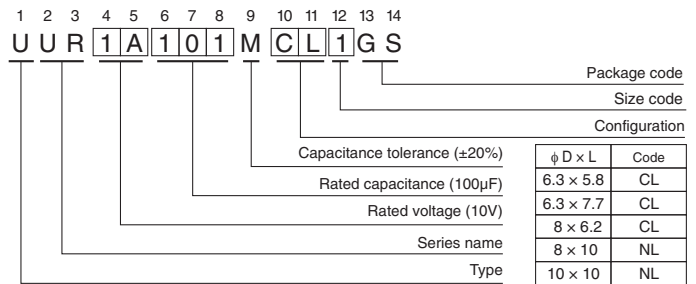 1 2 3 4 5 6 7 8 9 10 11 12 13 14
U U R 1 A 1 0 1 M C L 1 G S
Package code
Size code
Configuration
Capacitance tolerance (±20%)
Rated capacitance (100µF)
Rated voltage (10V)
Series name
Type
ϕ D × L Code
6.3 × 5.8 CL
6.3 × 7.7 CL
8 × 6.2 CL
8 × 10 NL
10 × 10 NL